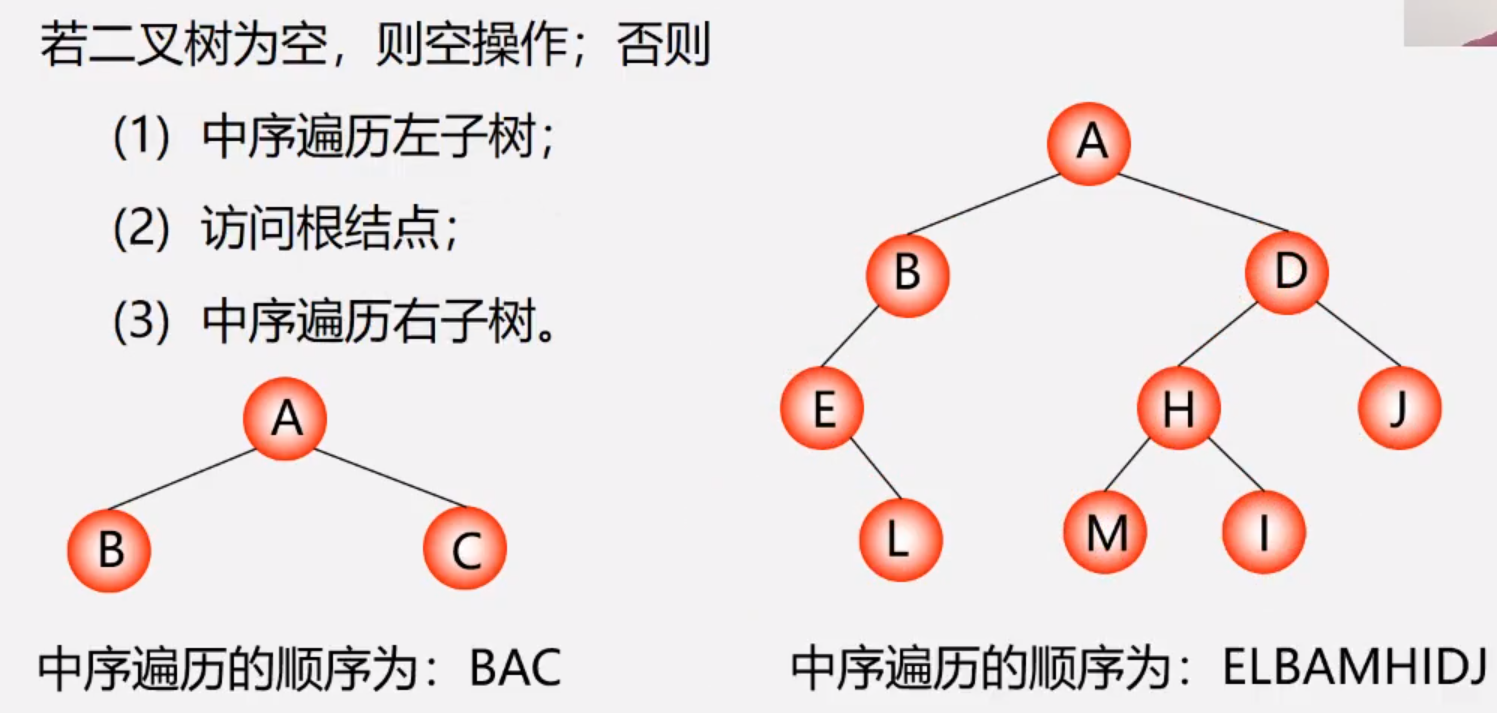 若二叉树为空，则空操作；否则
(1) 中序遍历左子树；
(2) 访问根结点；
(3) 中序遍历右子树。
A
B
C
中序遍历的顺序为：BAC
A
B
D
E
H
J
L
M
I
中序遍历的顺序为：ELBAMHIDJ